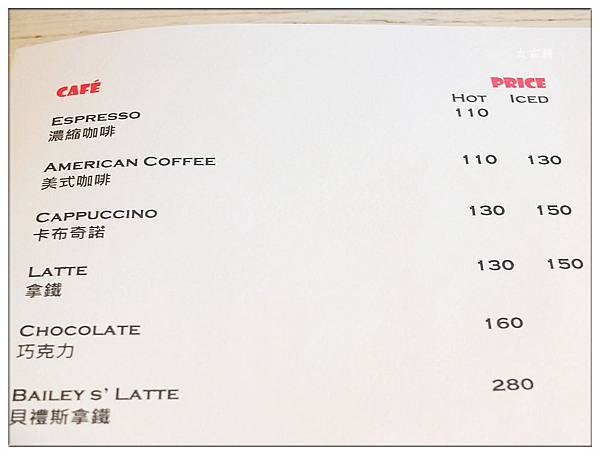 CAFÉ PRICE
HOT ICED
ESPRESSO 110
濃縮咖啡
AMERICAN COFFEE 110 130
美式咖啡
CAPPUCCINO 130 150
卡布奇諾
LATTE 130 150
拿鐵
CHOCOLATE 160
巧克力
BAILEY S' LATTE 280
貝禮斯拿鐵